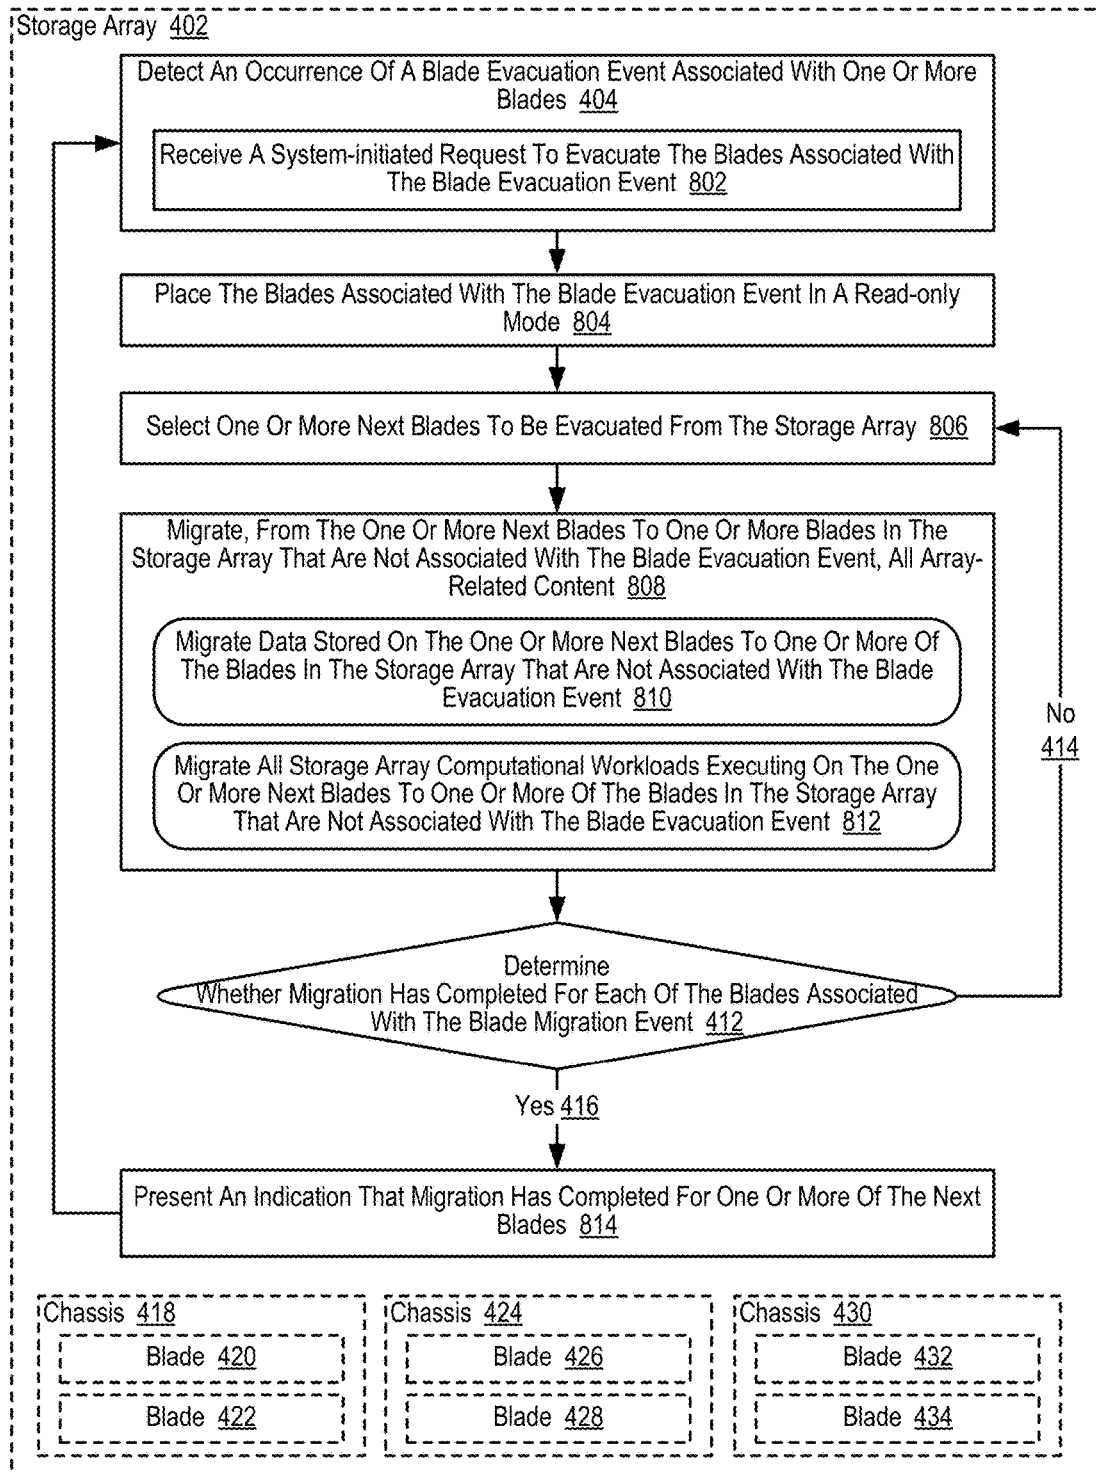 Storage Array 402
Detect An Occurrence Of A Blade Evacuation Event Associated With One Or More
Blades 404
Receive A System-initiated Request To Evacuate The Blades Associated With
The Blade Evacuation Event 802
Place The Blades Associated With The Blade Evacuation Event In A Read-only
Mode 804
Select One Or More Next Blades To Be Evacuated From The Storage Array 806
Migrate, From The One Or More Next Blades To One Or More Blades In The
Storage Array That Are Not Associated With The Blade Evacuation Event, All Array-
Related Content 808
Migrate Data Stored On The One Or More Next Blades To One Or More Of
The Blades In The Storage Array That Are Not Associated With The Blade
Evacuation Event 810
Migrate All Storage Array Computational Workloads Executing On The One
Or More Next Blades To One Or More Of The Blades In The Storage Array
That Are Not Associated With The Blade Evacuation Event 812
No
414
Determine
Whether Migration Has Completed For Each Of The Blades Associated
With The Blade Migration Event 412
Yes 416
Present An Indication That Migration Has Completed For One Or More Of The Next
Blades 814
Chassis 418
Blade 420
Blade 422
Chassis 424
Blade 426
Blade 428
Chassis 430
Blade 432
Blade 434